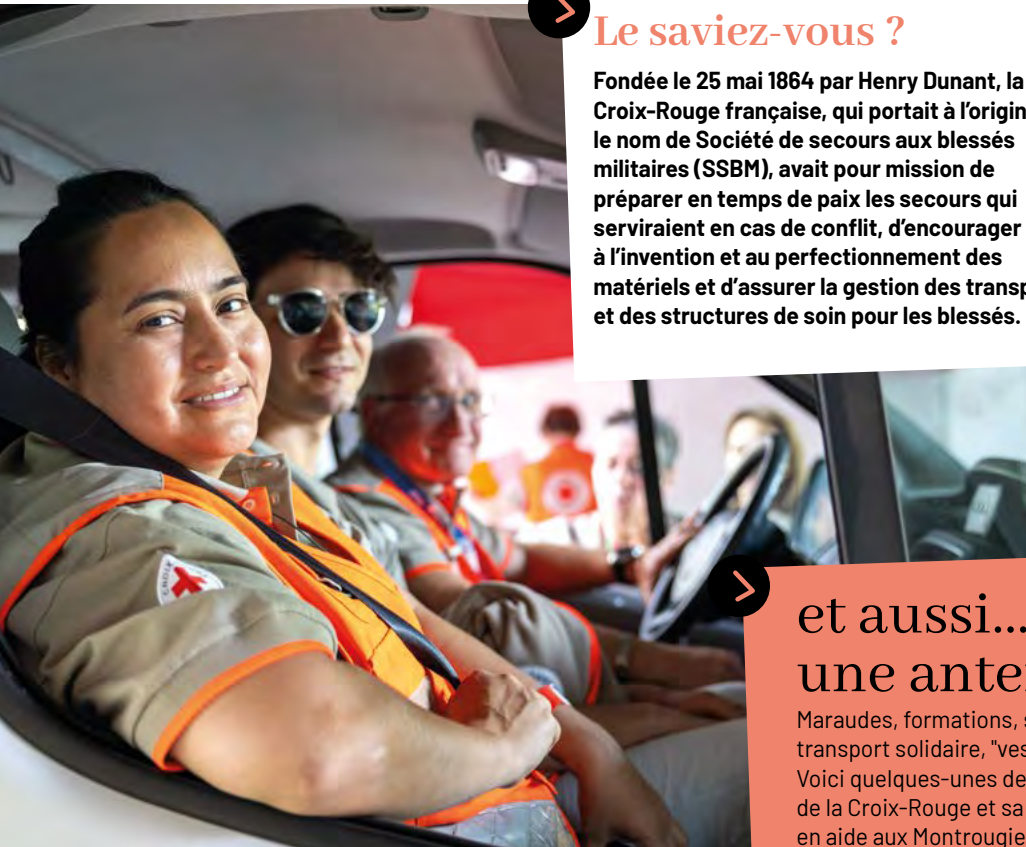 Le saviez-vous ?
Fondée le 25 mai 1864 par Henry Dunant, la
Croix-Rouge française, qui portait à l'origin
le nom de Société de secours aux blessés
militaires (SSBM), avait pour mission de
préparer en temps de paix les secours qui
serviraient en cas de conflit, d'encourager
à l'invention et au perfectionnement des
matériels et d'assurer la gestion des transp
et des structures de soin pour les blessés.
et aussi...
une ante
Maraudes, formations, s
transport solidaire, "ves
Voici quelques-unes de
de la Croix-Rouge et sa
en aide aux Montrougie